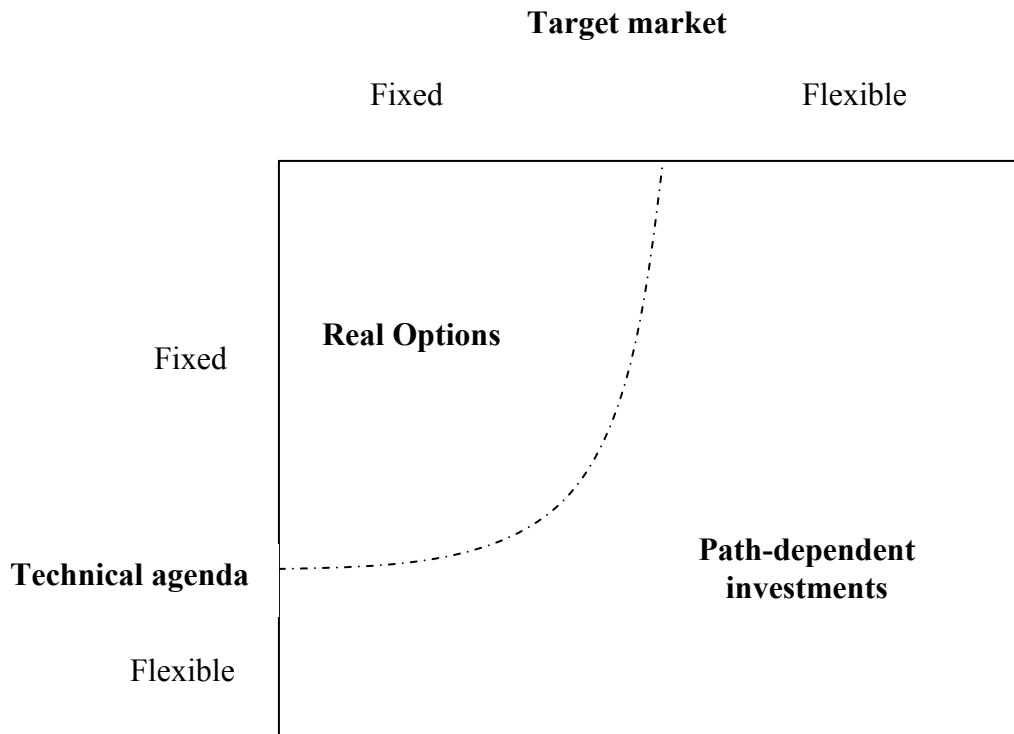 Target market
Fixed
Flexible
Real Options
Fixed
Path-dependent
investments
Technical agenda
Flexible